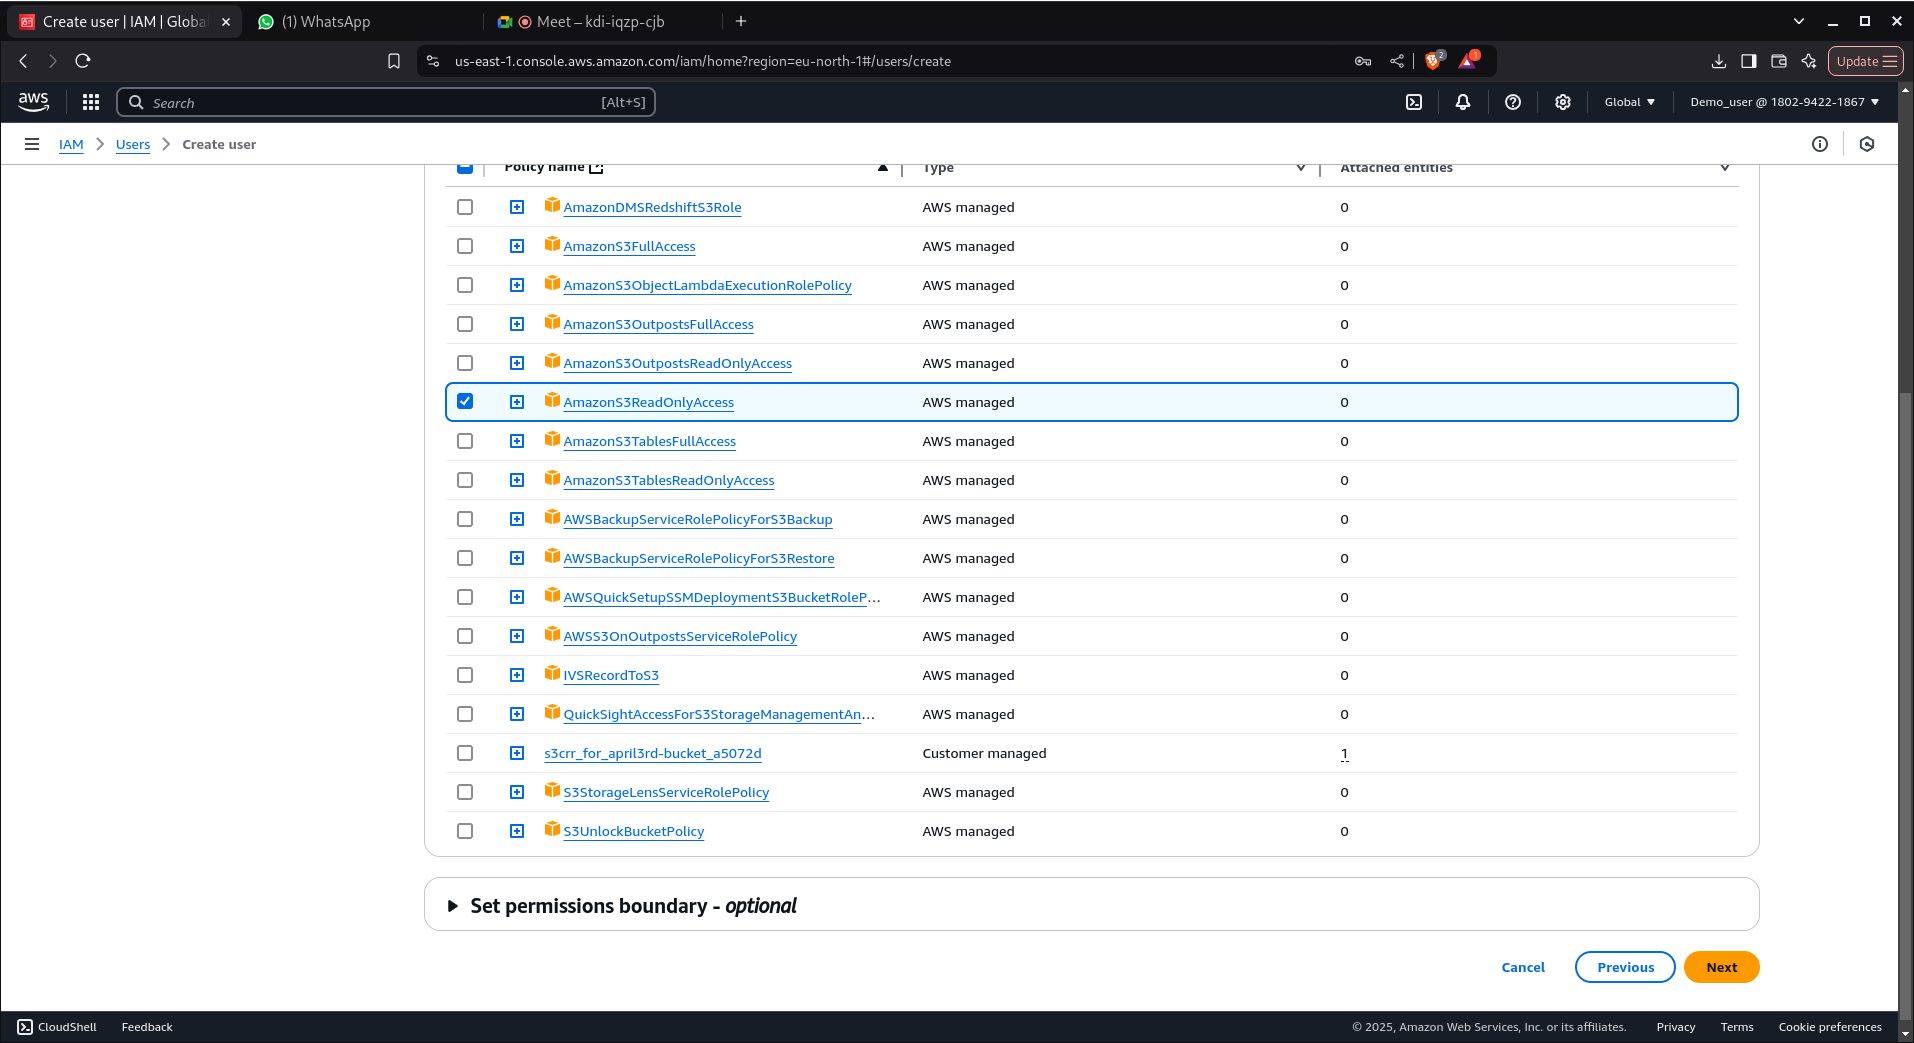 Create user | IAM | Globa
(1) WhatsApp
Meet – kdi-iqzp-cjb
us-east-1.console.aws.amazon.com/iam/home?region=eu-north-1#/users/create
2
1
Update
aws
Search
[Alt+S]
Global
Demo_user @ 1802-9422-1867
IAM > Users > Create user
Policy name Type Attached entities
AmazonDMSRedshiftS3Role AWS managed 0
AmazonS3FullAccess AWS managed 0
AmazonS3ObjectLambdaExecutionRolePolicy AWS managed 0
AmazonS3OutpostsFullAccess AWS managed 0
AmazonS3OutpostsReadOnlyAccess AWS managed 0
AmazonS3ReadOnlyAccess AWS managed 0
AmazonS3TablesFullAccess AWS managed 0
AmazonS3TablesReadOnlyAccess AWS managed 0
AWSBackupServiceRolePolicyForS3Backup AWS managed 0
AWSBackupServiceRolePolicyForS3Restore AWS managed 0
AWSQuickSetupSSMDeploymentS3BucketRoleP... AWS managed 0
AWSS3OnOutpostsServiceRolePolicy AWS managed 0
IVSRecordToS3 AWS managed 0
QuickSightAccessForS3StorageManagementAn... AWS managed 0
s3crr_for_april3rd-bucket_a5072d Customer managed 1
S3StorageLensServiceRolePolicy AWS managed 0
S3UnlockBucketPolicy AWS managed 0
Set permissions boundary - optional
Cancel Previous Next
CloudShell Feedback © 2025, Amazon Web Services, Inc. or its affiliates. Privacy Terms Cookie preferences